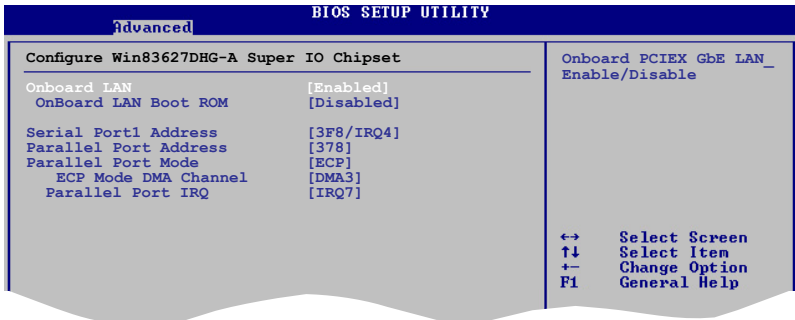 BIOS SETUP UTILITY
Advanced
Configure Win83627DHG-A Super IO Chipset
Onboard LAN [Enabled]
OnBoard LAN Boot ROM [Disabled]
Serial Port1 Address [3F8/IRQ4]
Parallel Port Address [378]
Parallel Port Mode [ECP]
ECP Mode DMA Channel [DMA3]
Parallel Port IRQ [IRQ7]
Onboard PCIEX GbE LAN_
Enable/Disable
←→ Select Screen
↑↓ Select Item
+- Change Option
F1 General Help